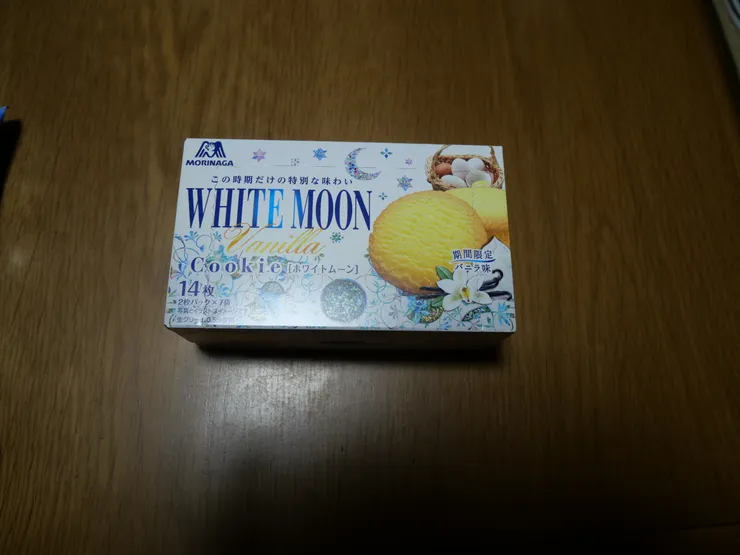 MORINAGA
この時期だけの特別な味わい
WHITE MOON
Vanilla
Cookie [ホワイトムーン]
期間限定
バニラ味
14枚
2枚パック×7袋